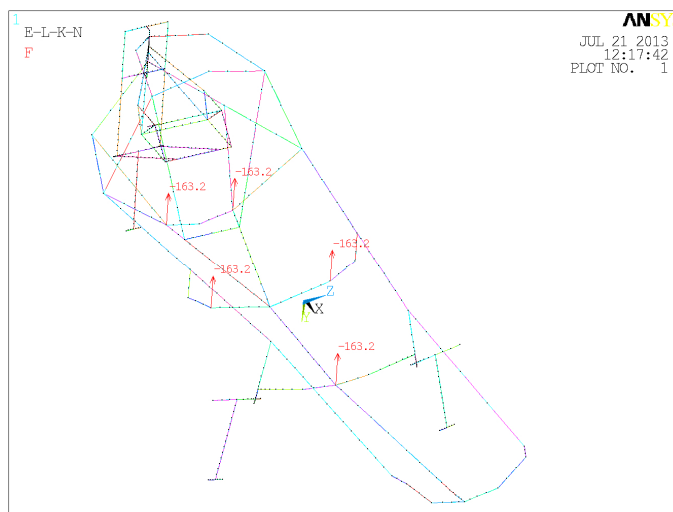 1
E-L-K-N
F
ANSY
JUL 21 2013
12:17:42
PLOT NO. 1
-163.2
-163.2
-163.2
-163.2
Z
X
Y
-163.2